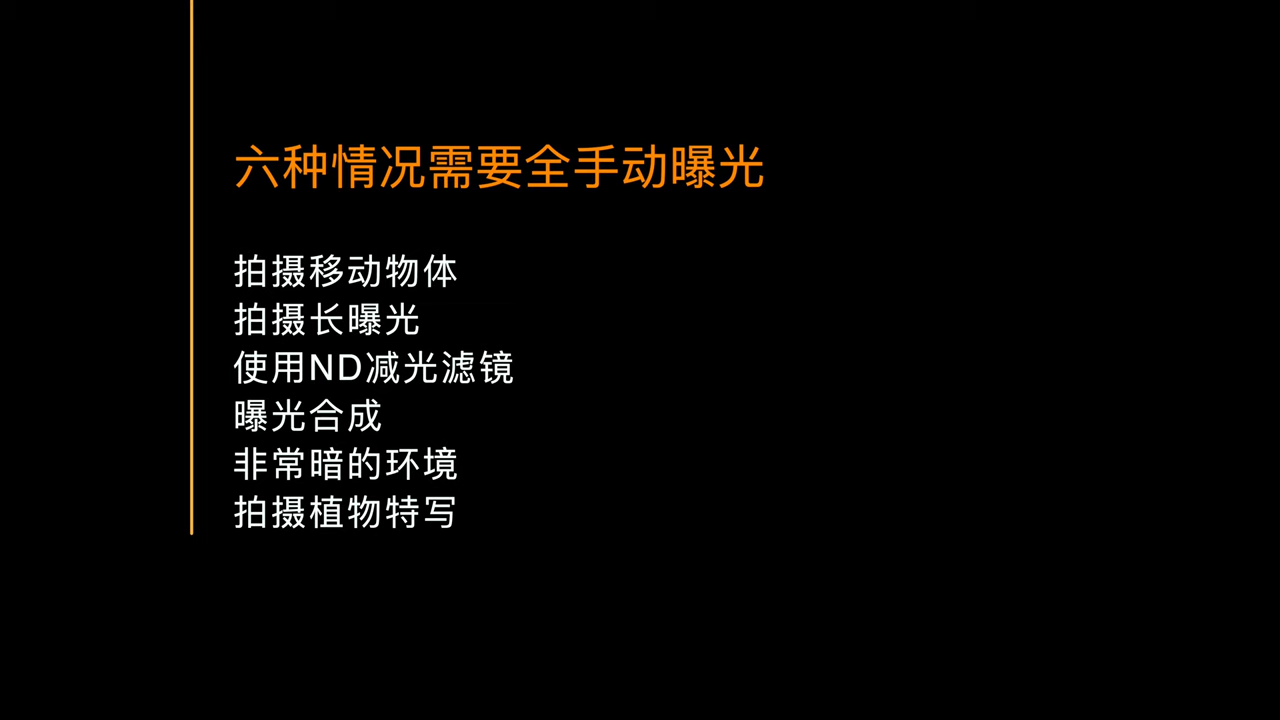 六种情况需要全手动曝光
拍摄移动物体
拍摄长曝光
使用ND减光滤镜
曝光合成
非常暗的环境
拍摄植物特写